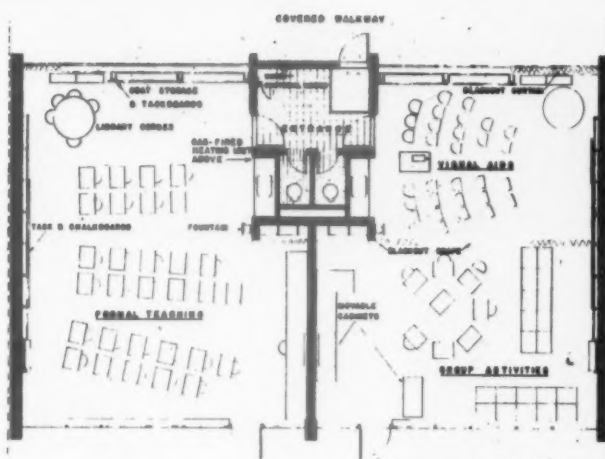 COVERED WALKWAY
COAT STORAGE
& TACKBOARDS
LIBRARY CORNER
ENTRANCE
GAS-FIRED
HEATING UNIT
ABOVE
BLACKOUT CURTAIN
VISUAL AIDS
TACK & CHALKBOARDS
FOUNTAIN
BLACKOUT DRAPE
MOVABLE
CABINETS
FORMAL TEACHING
GROUP ACTIVITIES